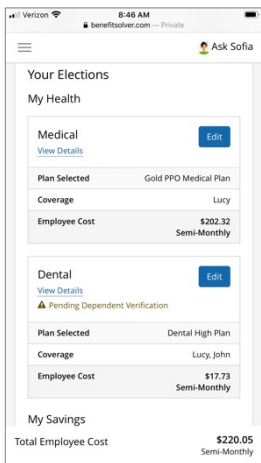 Verizon 8:46 AM
benefitsolver.com — Private
Ask Sofia
Your Elections
My Health
Medical Edit
View Details
Plan Selected Gold PPO Medical Plan
Coverage Lucy
Employee Cost $202.32
Semi-Monthly
Dental Edit
View Details
Pending Dependent Verification
Plan Selected Dental High Plan
Coverage Lucy, John
Employee Cost $17.73
Semi-Monthly
My Savings
Total Employee Cost $220.05
Semi-Monthly